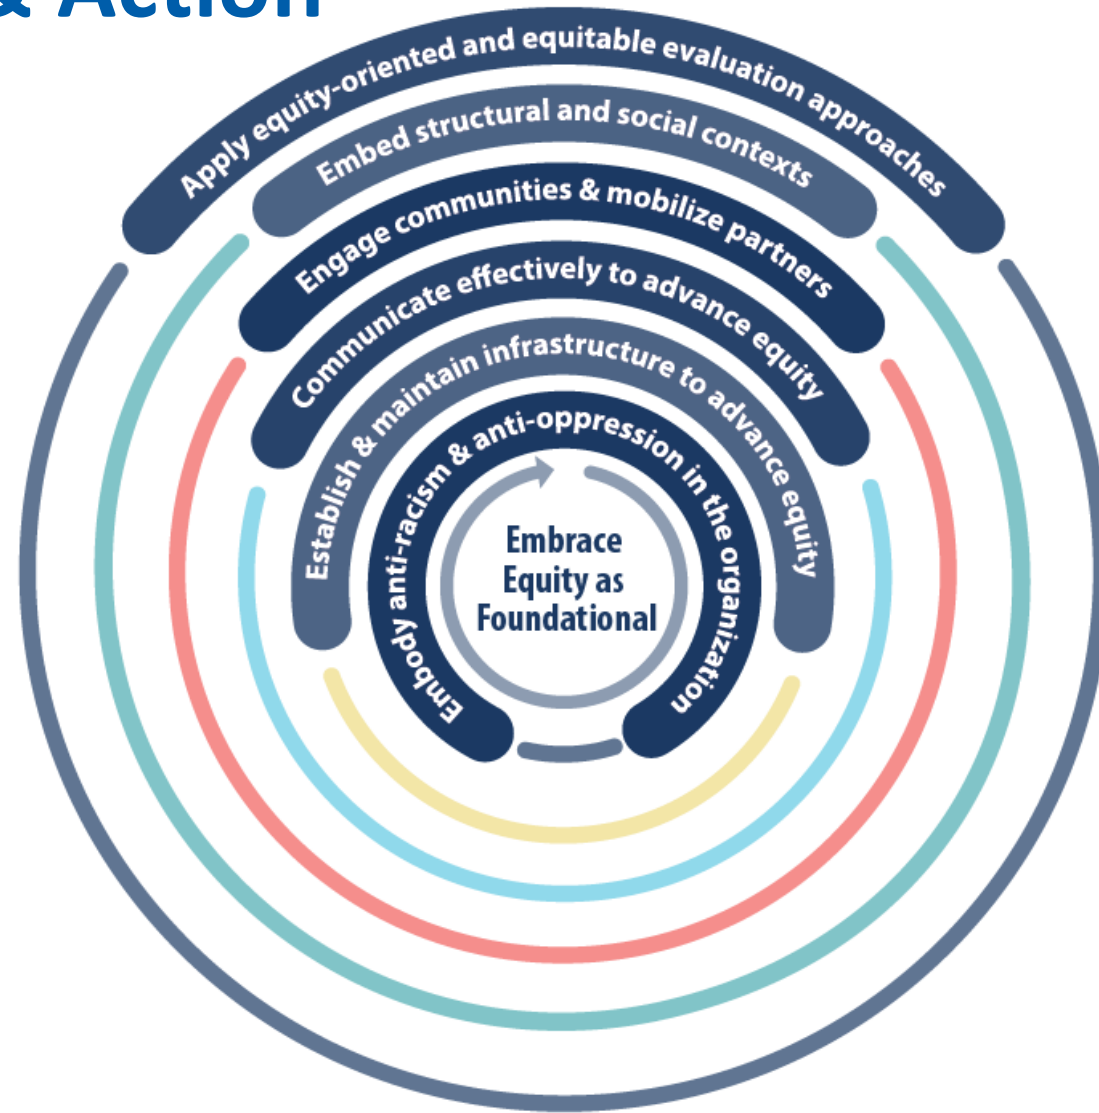 & Action
Apply equity-oriented and equitable evaluation approaches
Embed structural and social contexts
Engage communities & mobilize partners
Communicate effectively to advance equity
Establish & maintain infrastructure to advance equity
Embody anti-racism & anti-oppression in the organization
Embrace
Equity as
Foundational